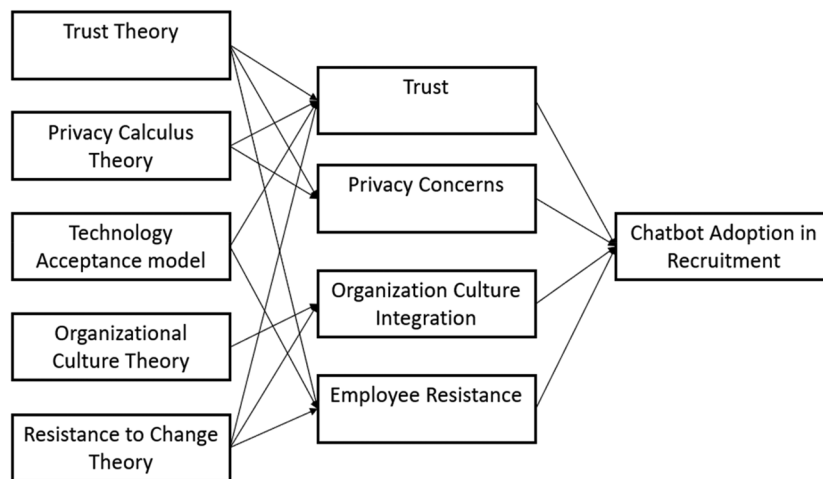 Trust Theory
Privacy Calculus
Theory
Technology
Acceptance model
Organizational
Culture Theory
Resistance to Change
Theory
Trust
Privacy Concerns
Organization Culture
Integration
Employee Resistance
Chatbot Adoption in
Recruitment